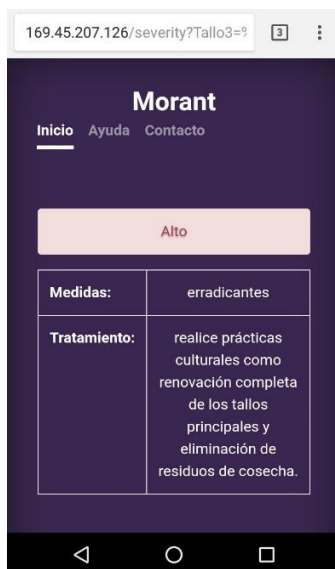 169.45.207.126/severity?Tallo3=%
3
Morant
Inicio Ayuda Contacto
Alto
Medidas: erradicantes
Tratamiento: realice prácticas
culturales como
renovación completa
de los tallos
principales y
eliminación de
residuos de cosecha.